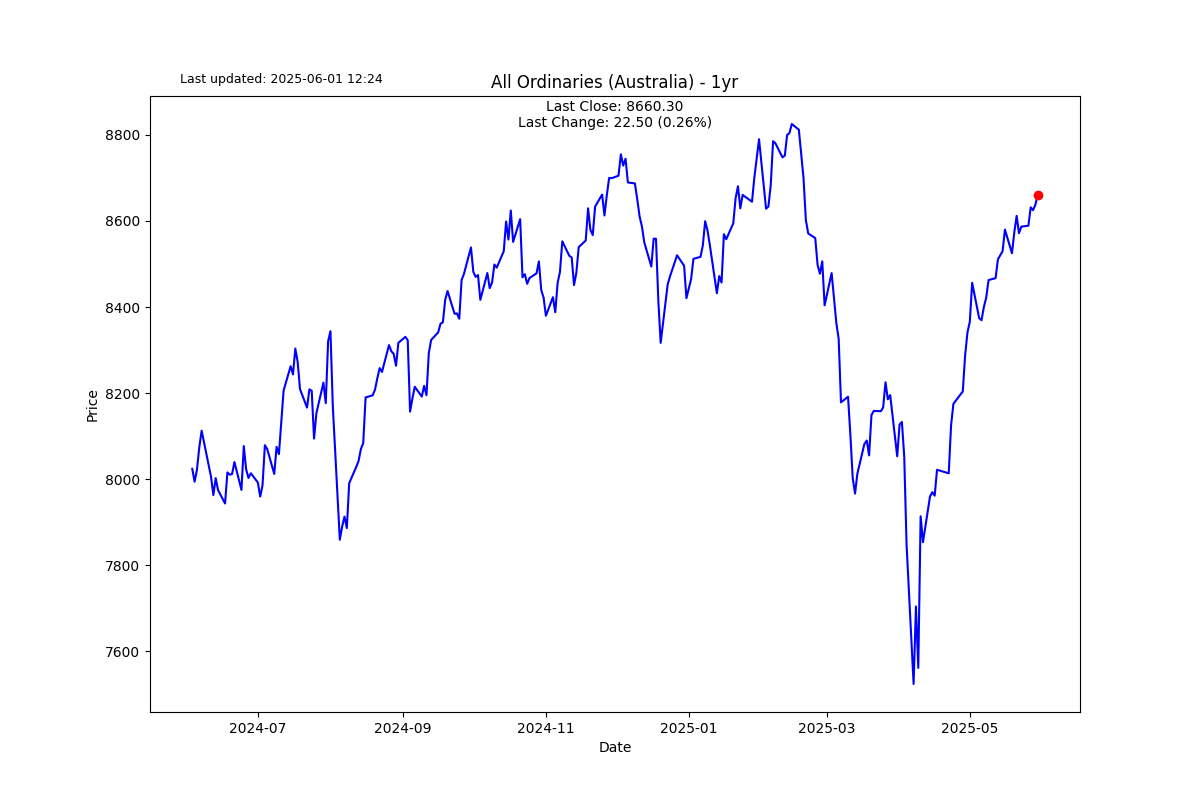 Last updated: 2025-06-01 12:24
All Ordinaries (Australia) - 1yr
Last Close: 8660.30
Last Change: 22.50 (0.26%)
8800
8600
8400
8200
8000
7800
7600
Price
2024-07
2024-09
2024-11
2025-01
2025-03
2025-05
Date